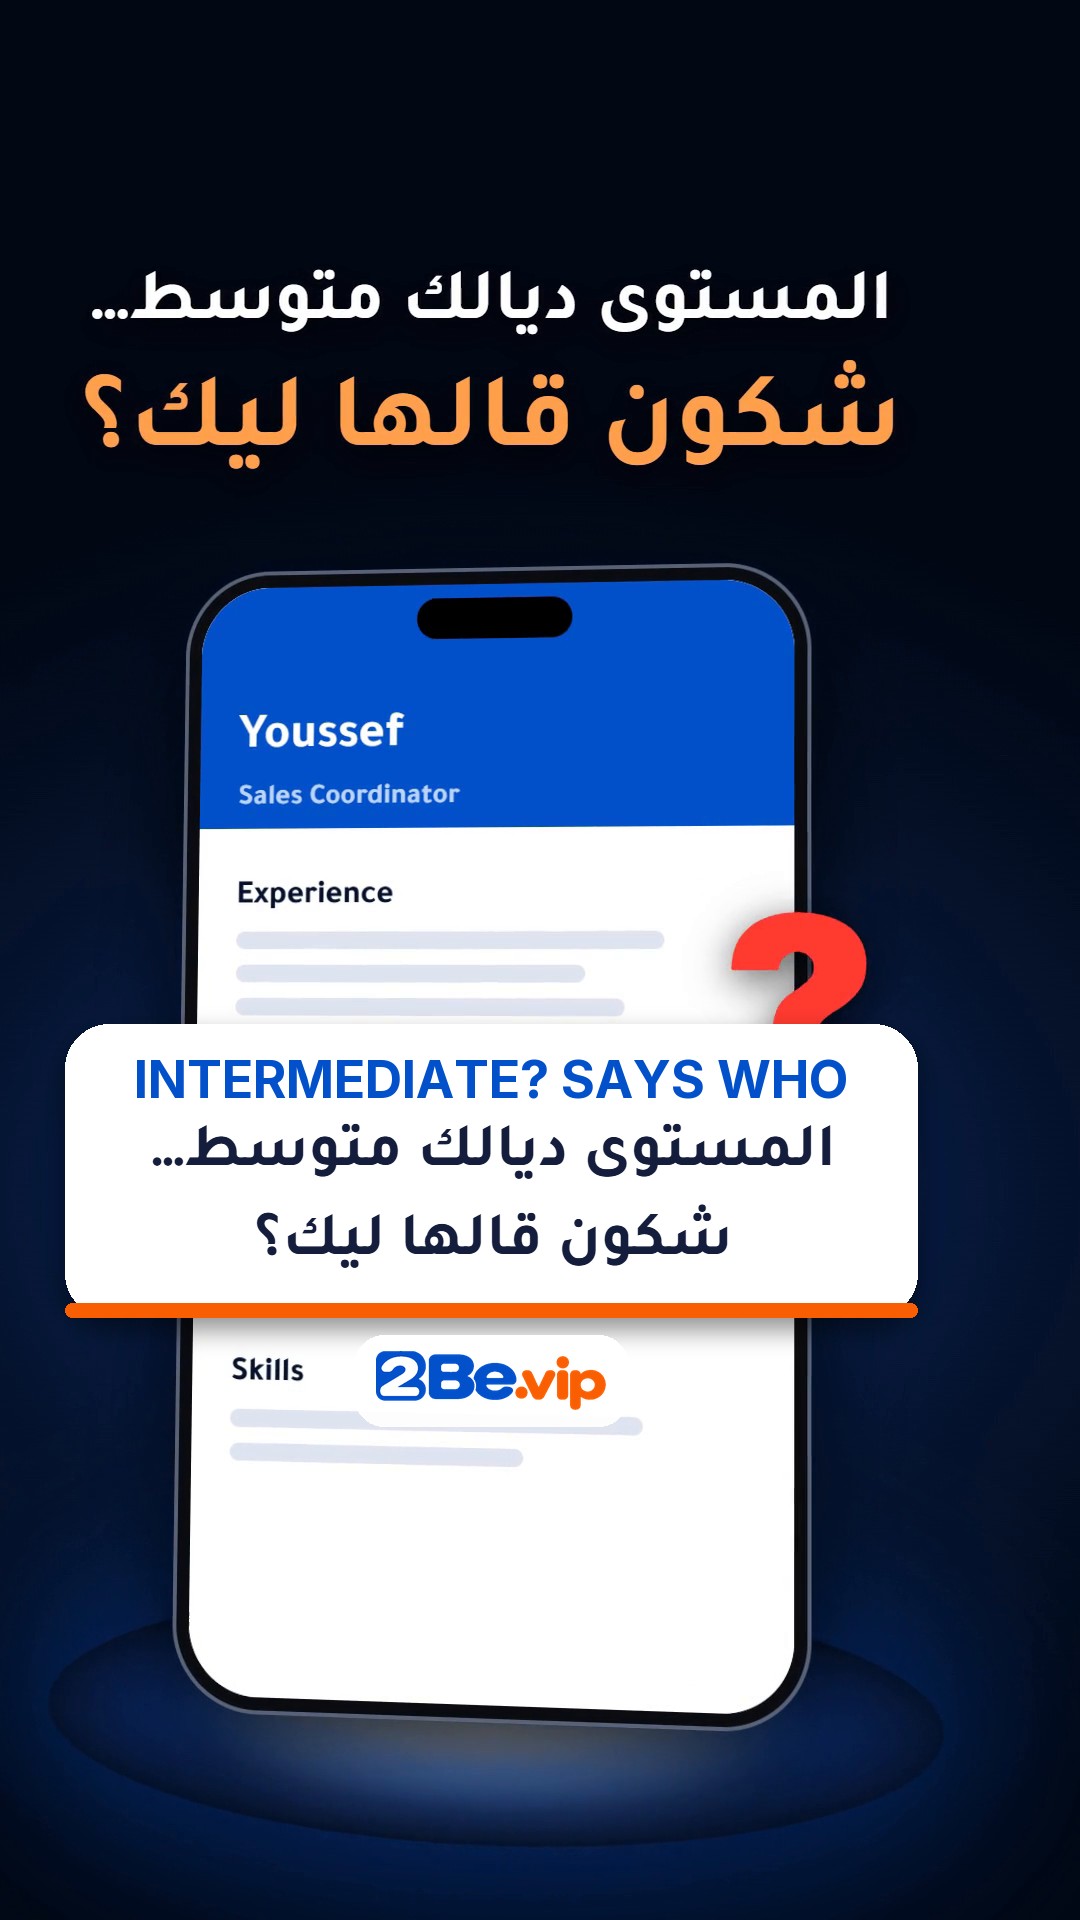 المستوى ديالك متوسط...
شكون قالها ليك؟
Youssef
Sales Coordinator
Experience
?
INTERMEDIATE? SAYS WHO
المستوى ديالك متوسط...
شكون قالها ليك؟
Skills
2Be.vip